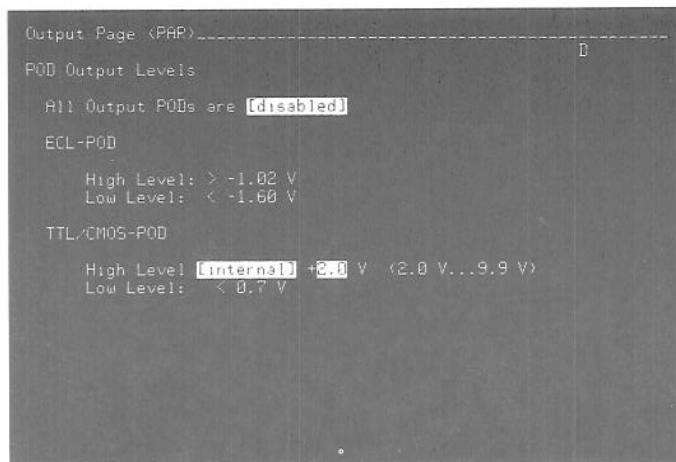 Output Page (PAR)
D
POD Output Levels
All Output PODs are [disabled]
ECL-POD
High Level: > -1.02 V
Low Level: < -1.60 V
TTL/CMOS-POD
High Level [internal] +2.0 V (2.0 V...9.9 V)
Low Level: < 0.7 V